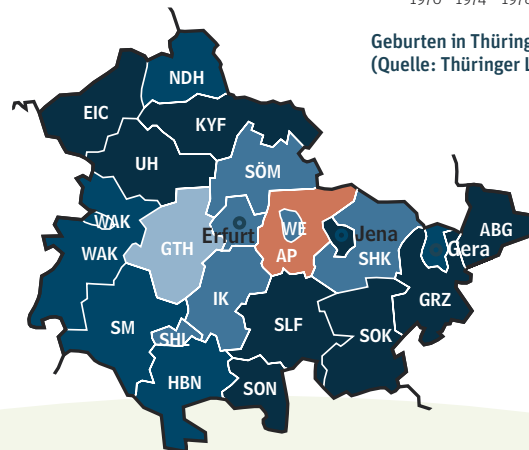 Geburten in Thüring
(Quelle: Thüringer L
NDH
EIC
KYF
UH
SÖM
WAK
WE
Erfurt
Jena
ABG
WAK
GTH
AP
SHK
Gera
IK
GRZ
SM
SHL
SLF
SOK
HBN
SON